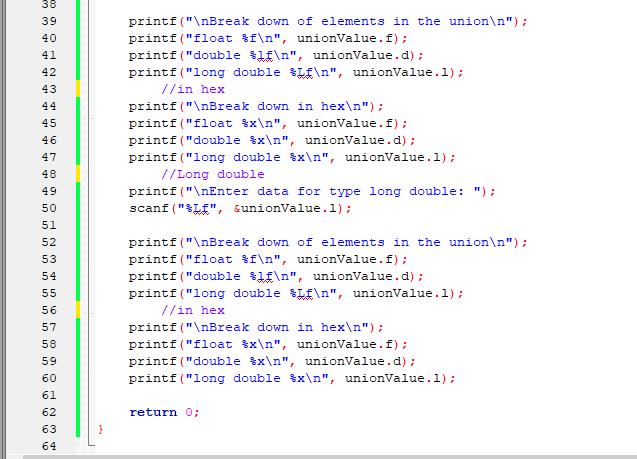 38
39 printf("\nBreak down of elements in the union\n");
40 printf("float %f\n", unionValue.f);
41 printf("double %lf\n", unionValue.d);
42 printf("long double %Lf\n", unionValue.l);
43 //in hex
44 printf("\nBreak down in hex\n");
45 printf("float %x\n", unionValue.f);
46 printf("double %x\n", unionValue.d);
47 printf("long double %x\n", unionValue.l);
48 //Long double
49 printf("\nEnter data for type long double: ");
50 scanf("%Lf", &unionValue.l);
51
52 printf("\nBreak down of elements in the union\n");
53 printf("float %f\n", unionValue.f);
54 printf("double %lf\n", unionValue.d);
55 printf("long double %Lf\n", unionValue.l);
56 //in hex
57 printf("\nBreak down in hex\n");
58 printf("float %x\n", unionValue.f);
59 printf("double %x\n", unionValue.d);
60 printf("long double %x\n", unionValue.l);
61
62 return 0;
63 }
64